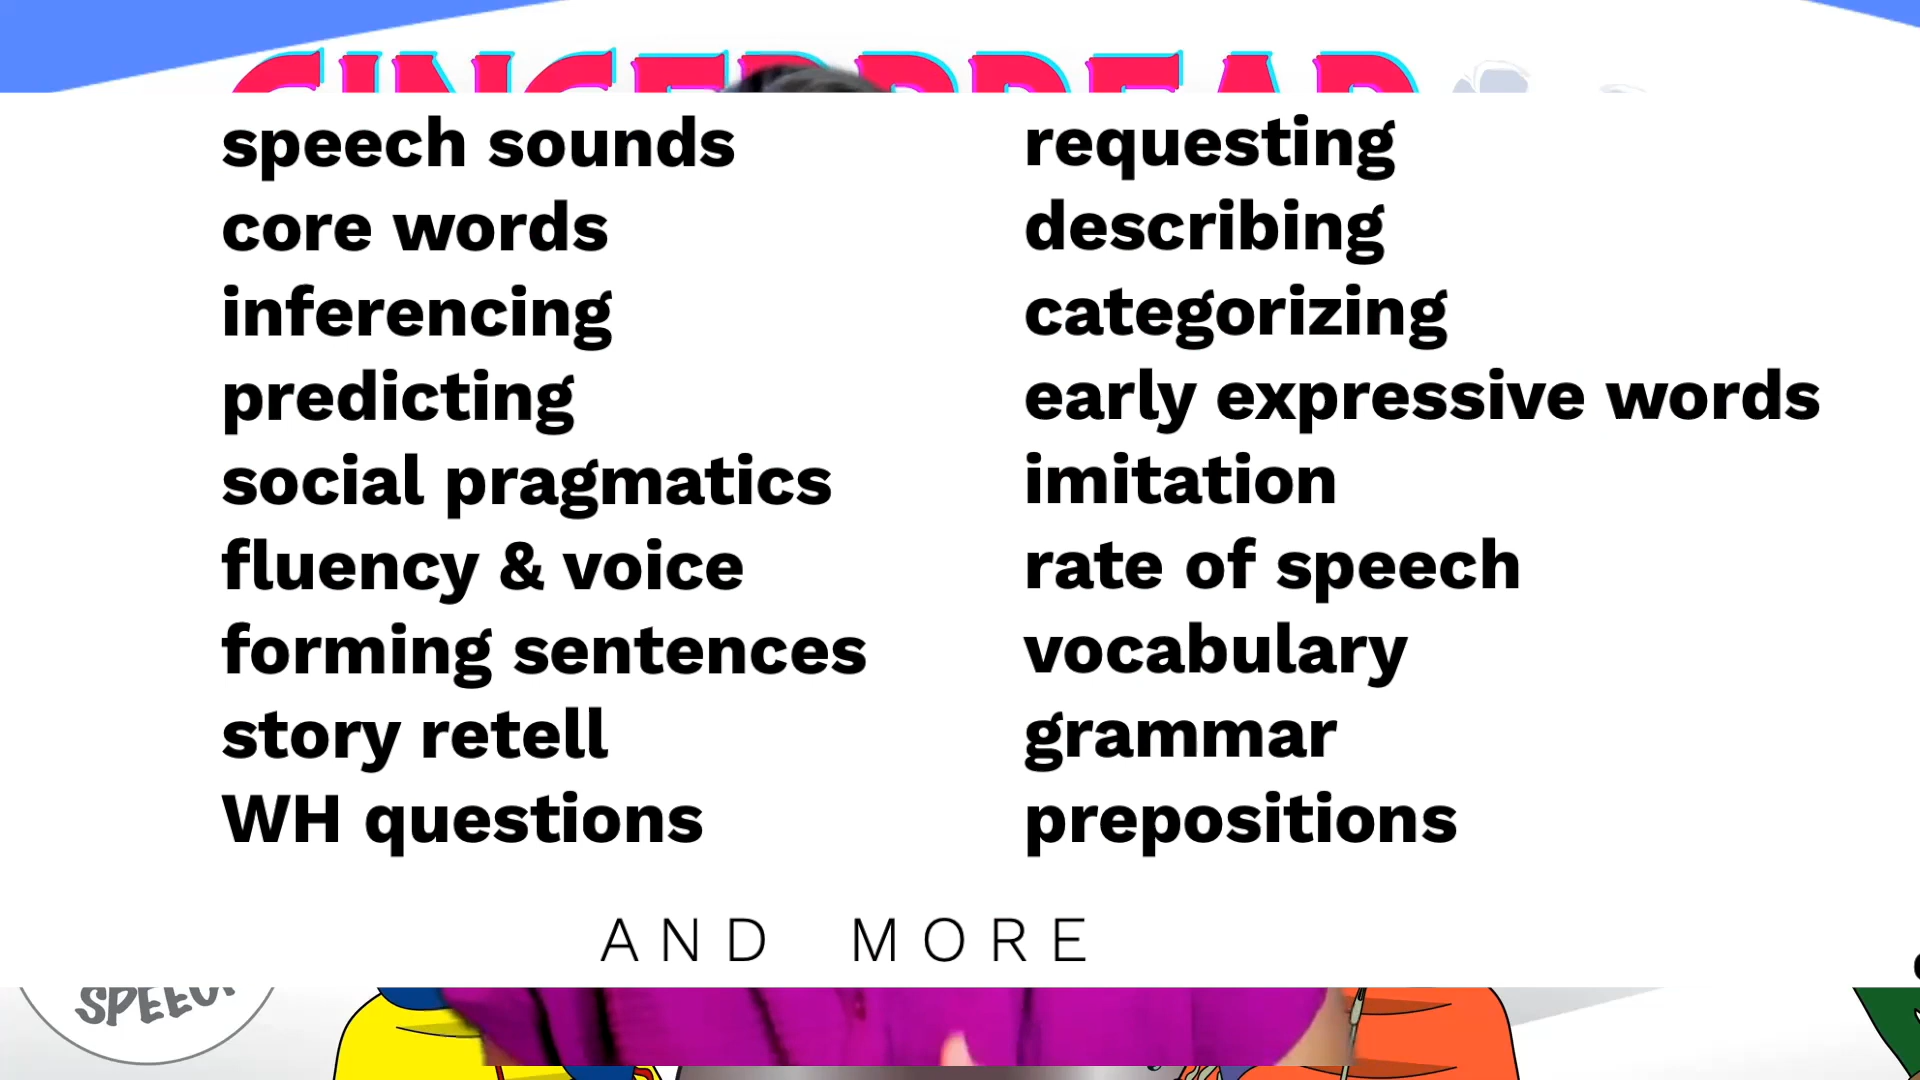 speech sounds
core words
inferencing
predicting
social pragmatics
fluency & voice
forming sentences
story retell
WH questions
requesting
describing
categorizing
early expressive words
imitation
rate of speech
vocabulary
grammar
prepositions
AND MORE
SPEECH